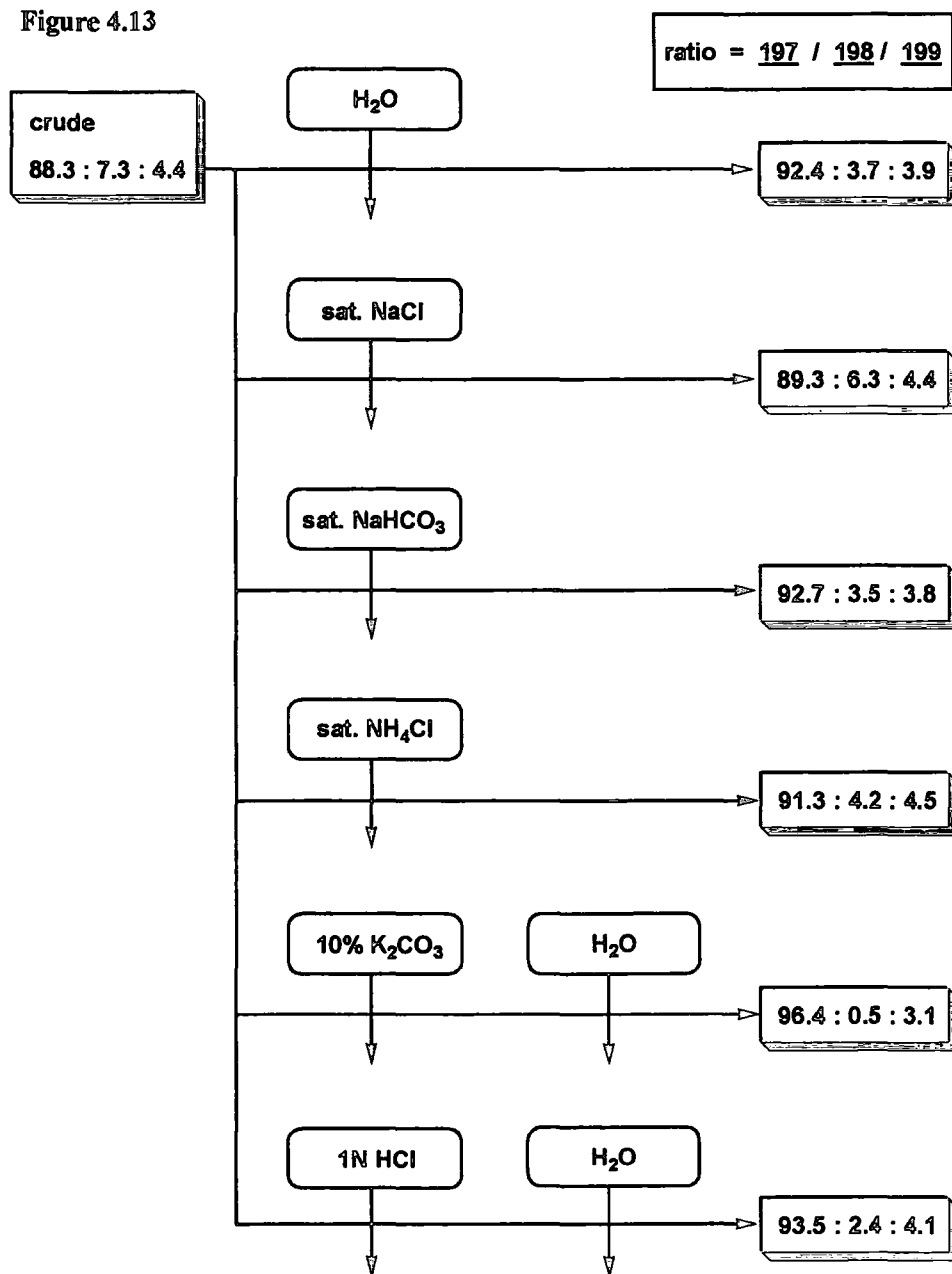 Figure 4.13
ratio = 197 / 198 / 199
H₂O
crude
88.3 : 7.3 : 4.4
92.4 : 3.7 : 3.9
sat. NaCl
89.3 : 6.3 : 4.4
sat. NaHCO₃
92.7 : 3.5 : 3.8
sat. NH₄Cl
91.3 : 4.2 : 4.5
10% K₂CO₃
H₂O
96.4 : 0.5 : 3.1
1N HCl
H₂O
93.5 : 2.4 : 4.1